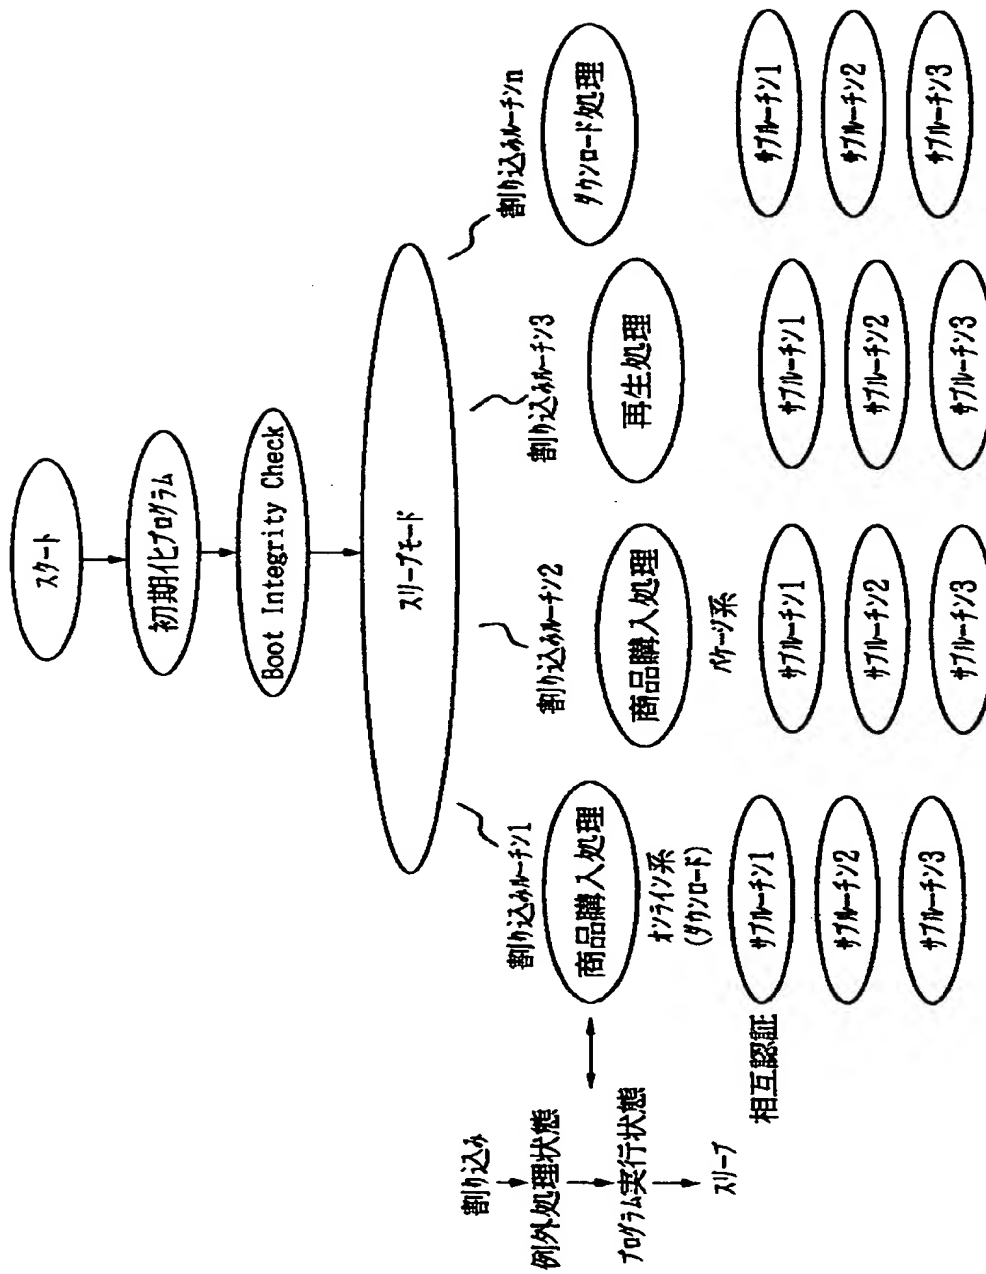 スタート
初期化プログラム
Boot Integrity Check
スリープモード
割り込みルーチン1
商品購入処理
オンライン系
(ダウンロード)
サブルーチン1
サブルーチン2
サブルーチン3
割り込みルーチン2
商品購入処理
パケージ系
サブルーチン1
サブルーチン2
サブルーチン3
割り込みルーチン3
再生処理
サブルーチン1
サブルーチン2
サブルーチン3
割り込みルーチンn
ダウンロード処理
サブルーチン1
サブルーチン2
サブルーチン3
割り込み
例外処理状態
プログラム実行状態
スリープ
相互認証